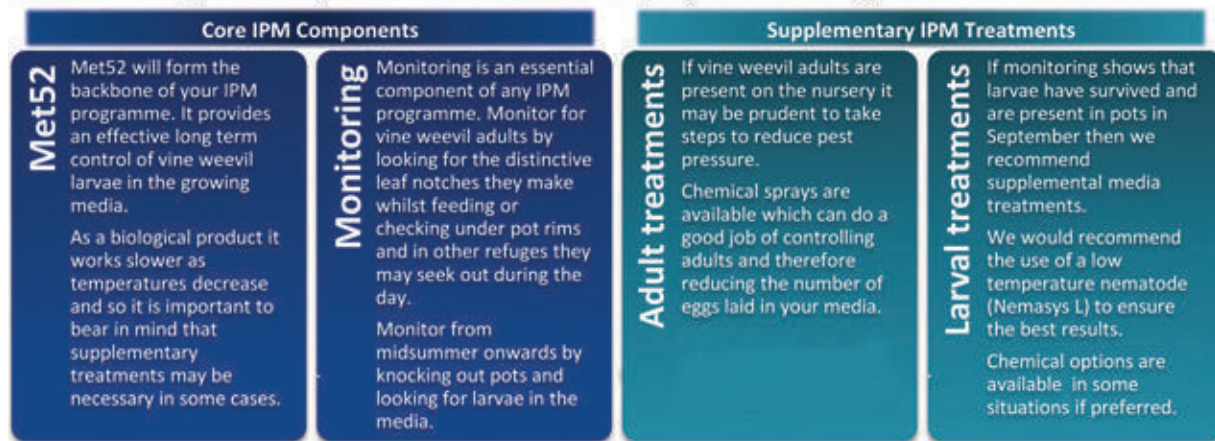 Core IPM Components
Met52
Met52 will form the
backbone of your IPM
programme. It provides
an effective long term
control of vine weevil
larvae in the growing
media.
As a biological product it
works slower as
temperatures decrease
and so it is important to
bear in mind that
supplementary
treatments may be
necessary in some cases.
Monitoring
Monitoring is an essential
component of any IPM
programme. Monitor for
vine weevil adults by
looking for the distinctive
leaf notches they make
whilst feeding or
checking under pot rims
and in other refuges they
may seek out during the
day.
Monitor from
midsummer onwards by
knocking out pots and
looking for larvae in the
media.
Supplementary IPM Treatments
Adult treatments
If vine weevil adults are
present on the nursery it
may be prudent to take
steps to reduce pest
pressure.
Chemical sprays are
available which can do a
good job of controlling
adults and therefore
reducing the number of
eggs laid in your media.
Larval treatments
If monitoring shows that
larvae have survived and
are present in pots in
September then we
recommend
supplemental media
treatments.
We would recommend
the use of a low
temperature nematode
(Nemasys L) to ensure
the best results.
Chemical options are
available in some
situations if preferred.